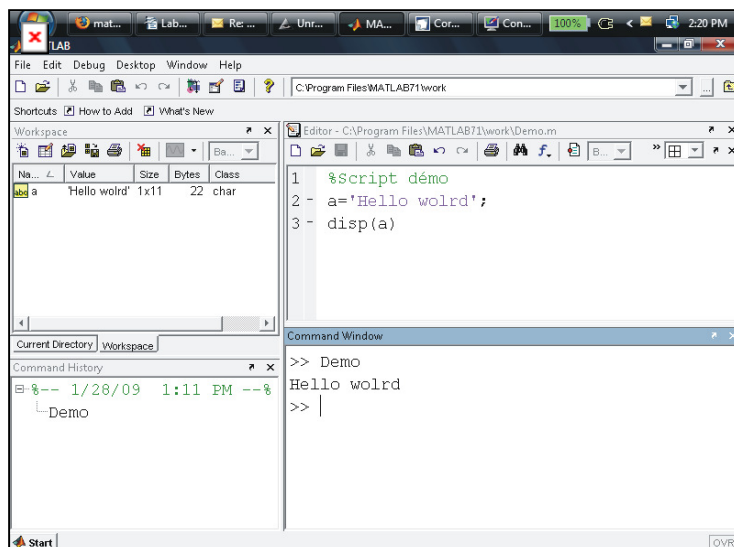 mat... Lab... Re: ... Unr... MA... Cor... Con... 100% 2:20 PM
File Edit Debug Desktop Window Help
C:\Program Files\MATLAB71\work
Shortcuts How to Add What's New
Workspace
Ba...
Na... Value Size Bytes Class
abc a 'Hello wolrd' 1x11 22 char
Current Directory Workspace
Command History
%-- 1/28/09 1:11 PM --%
Demo
Editor - C:\Program Files\MATLAB71\work\Demo.m
B...
1 %Script démo
2 - a='Hello wolrd';
3 - disp(a)
Command Window
>> Demo
Hello wolrd
>>
Start
OVR